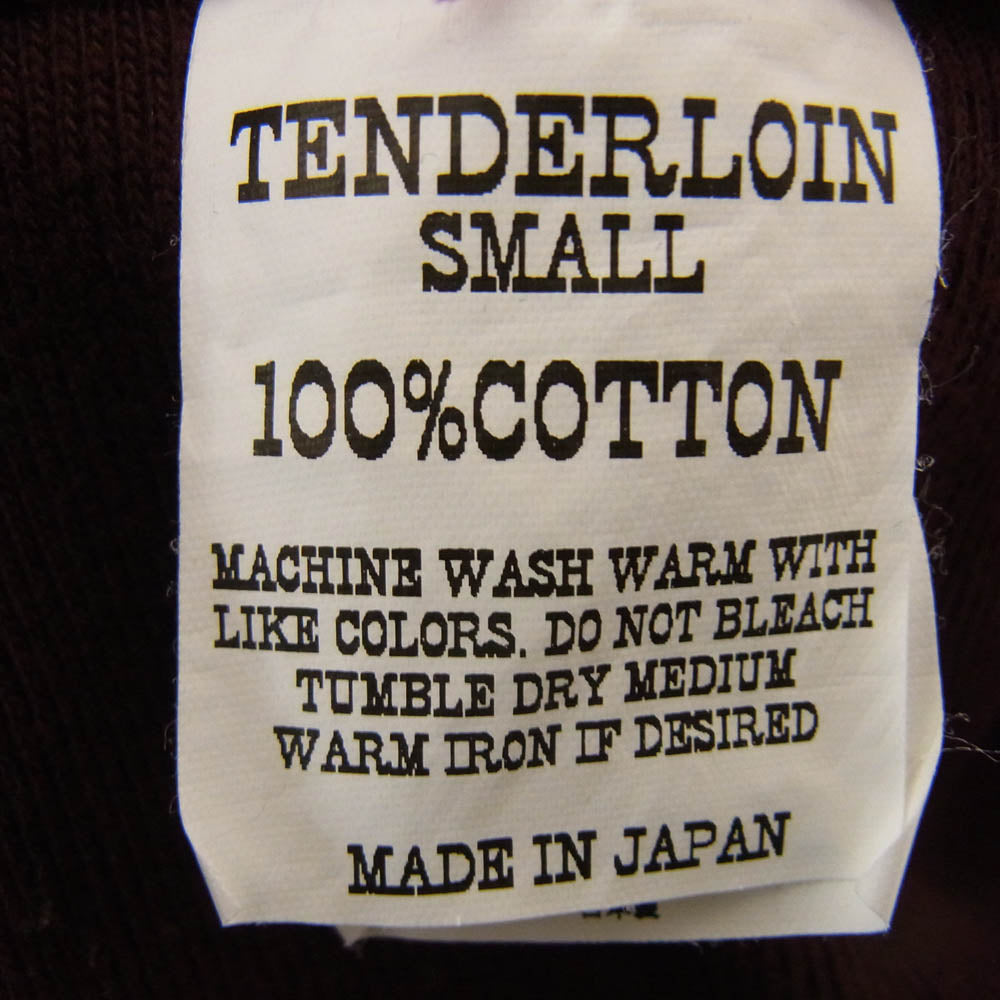 TENDERLOIN
SMALL
100%COTTON
MACHINE WASH WARM WITH
LIKE COLORS. DO NOT BLEACH
TUMBLE DRY MEDIUM
WARM IRON IF DESIRED
MADE IN JAPAN